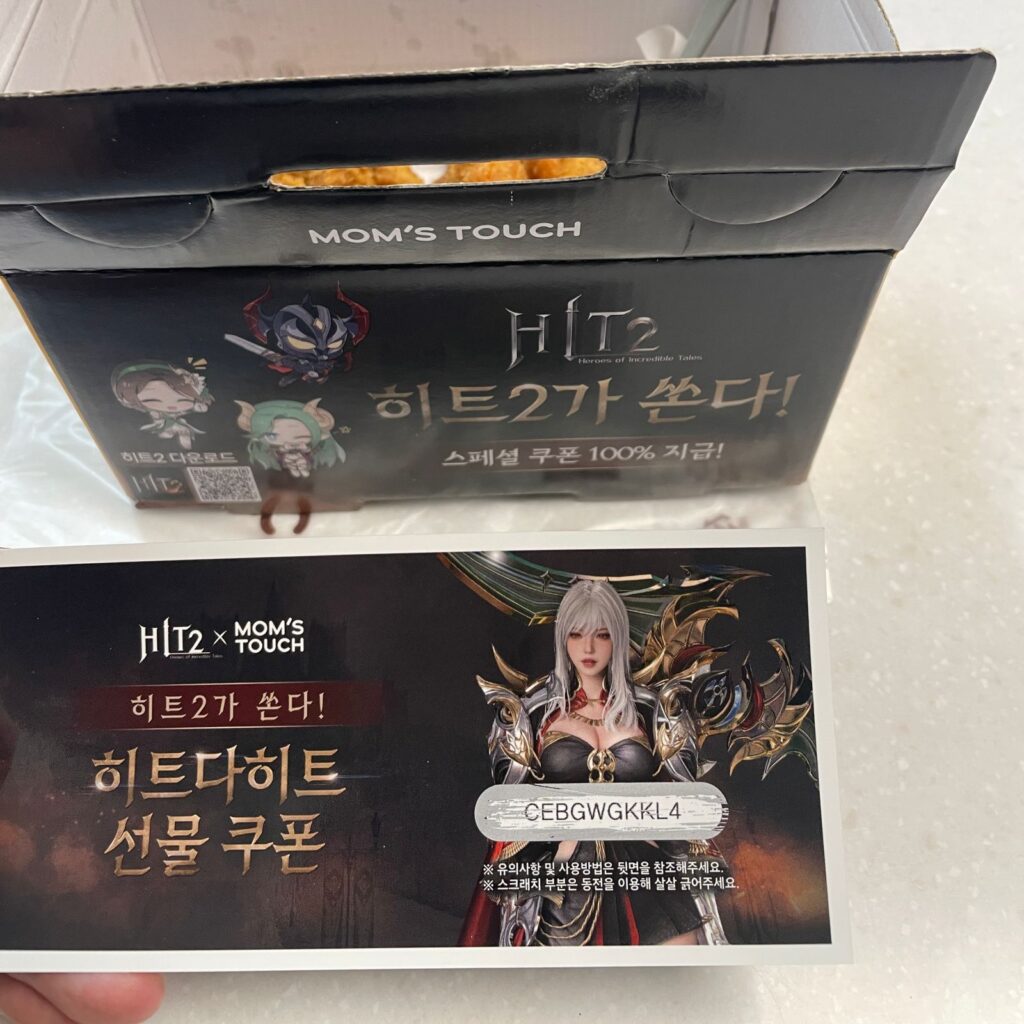 MOM'S TOUCH
HIT2
Heroes of Incredible Tales
히트2가 쏜다!
스페셜 쿠폰 100% 지급!
히트2 다운로드
HIT2
HIT2 × MOM'S TOUCH
Heroes of Incredible Tales
히트2가 쏜다!
히트다히트
선물 쿠폰
CEBGWGKKL4
※ 유의사항 및 사용방법은 뒷면을 참조해주세요.
※ 스크래치 부분은 동전을 이용해 살살 긁어주세요.